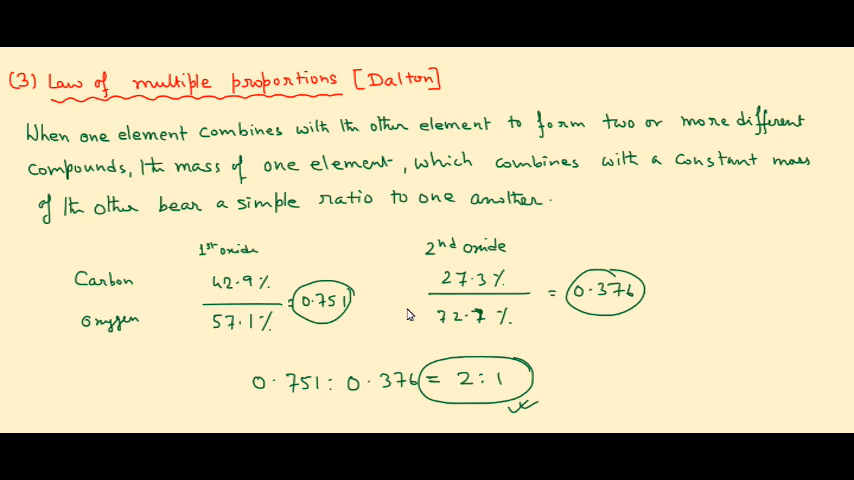 (3) Law of multiple proportions [Dalton]
When one element combines with the other element to form two or more different
compounds, the mass of one element, which combines with a constant mass
of the other bear a simple ratio to one another.
1st oxide 2nd oxide
Carbon 42.9% 27.3%
= 0.751 = 0.376
Oxygen 57.1% 72.7%
0.751 : 0.376 = 2:1